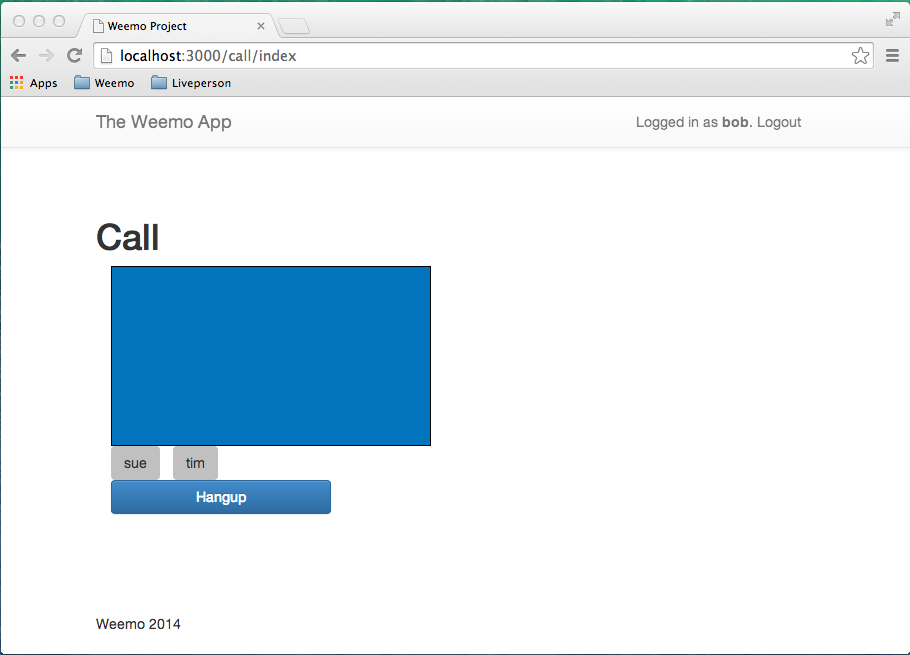 Weemo Project
localhost:3000/call/index
Apps Weemo Liveperson
The Weemo App Logged in as bob. Logout
Call
sue tim
Hangup
Weemo 2014